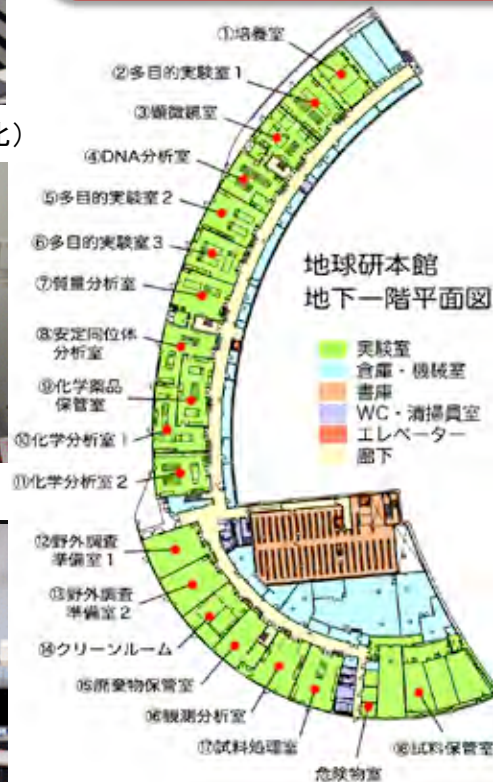 化)
①培養室
②多目的実験室1
③顕微鏡室
④DNA分析室
⑤多目的実験室2
⑥多目的実験室3
⑦質量分析室
⑧安定同位体
分析室
⑨化学薬品
保管室
⑩化学分析室1
⑪化学分析室2
⑫野外調査
準備室1
⑬野外調査
準備室2
⑭クリーンルーム
⑮廃棄物保管室
⑯観測分析室
⑰試料処理室
危険物室
⑱試料保管室
地球研本館
地下一階平面図
実験室
倉庫・機械室
書庫
WC・清掃員室
エレベーター
廊下